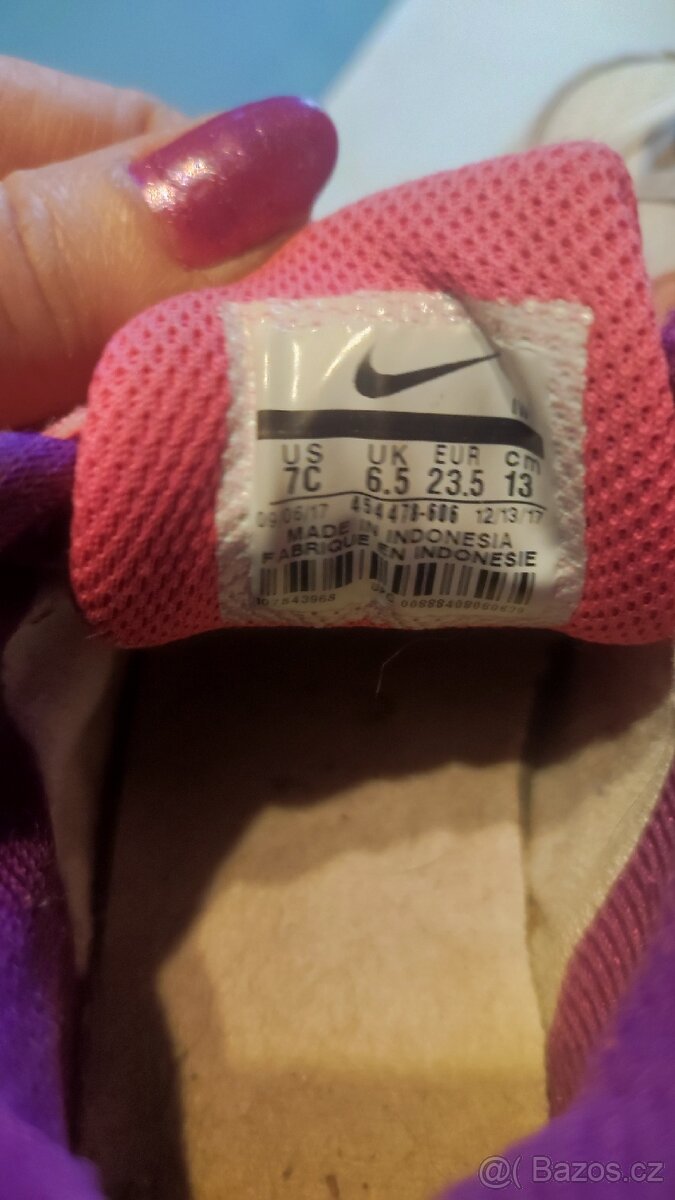 US UK EUR cm
7C 6.5 23.5 13
09/06/17 454478-606 12/13/17
MADE IN INDONESIA
FABRIQUE EN INDONESIE
@( Bazos.cz